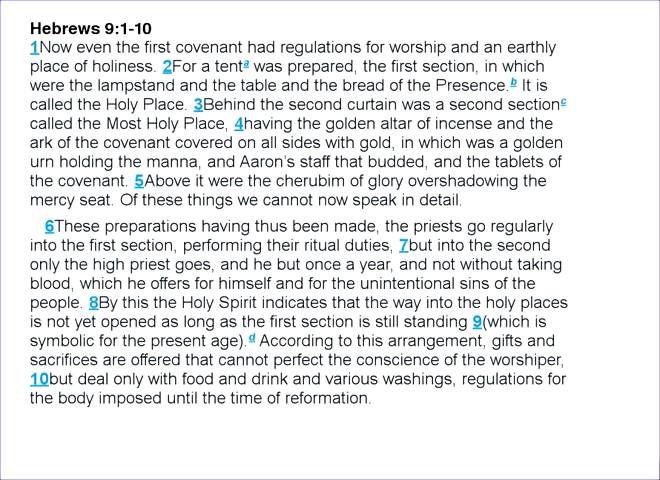 Hebrews 9:1-10
1Now even the first covenant had regulations for worship and an earthly
place of holiness. 2For a tenta was prepared, the first section, in which
were the lampstand and the table and the bread of the Presence.b It is
called the Holy Place. 3Behind the second curtain was a second sectionc
called the Most Holy Place, 4having the golden altar of incense and the
ark of the covenant covered on all sides with gold, in which was a golden
urn holding the manna, and Aaron's staff that budded, and the tablets of
the covenant. 5Above it were the cherubim of glory overshadowing the
mercy seat. Of these things we cannot now speak in detail.
6These preparations having thus been made, the priests go regularly
into the first section, performing their ritual duties, 7but into the second
only the high priest goes, and he but once a year, and not without taking
blood, which he offers for himself and for the unintentional sins of the
people. 8By this the Holy Spirit indicates that the way into the holy places
is not yet opened as long as the first section is still standing 9(which is
symbolic for the present age).d According to this arrangement, gifts and
sacrifices are offered that cannot perfect the conscience of the worshiper,
10but deal only with food and drink and various washings, regulations for
the body imposed until the time of reformation.